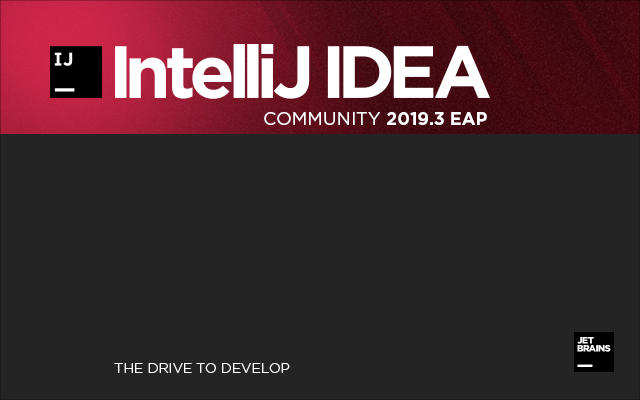 IJ
IntelliJ IDEA
COMMUNITY 2019.3 EAP
THE DRIVE TO DEVELOP
JET
BRAINS